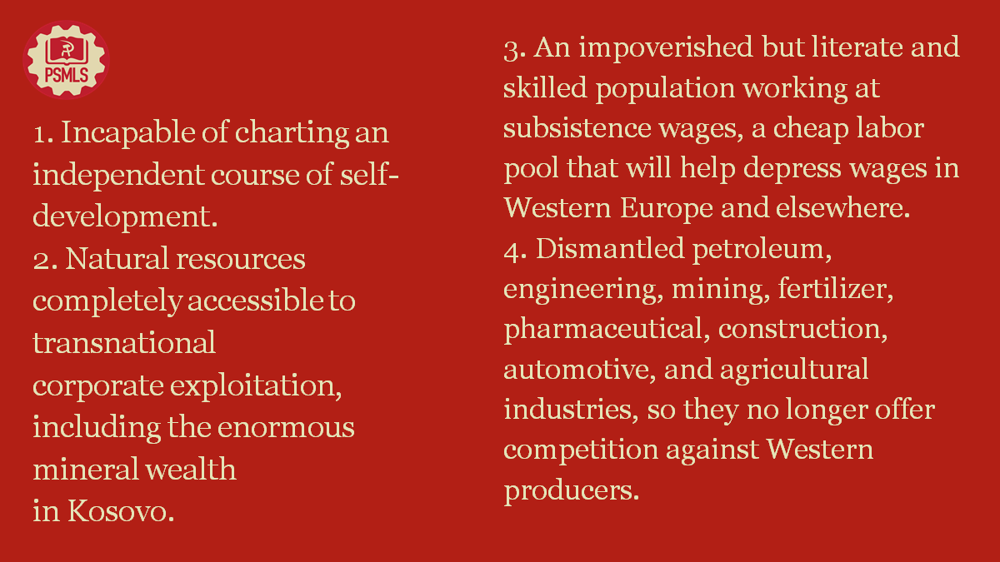 PSMLS
1. Incapable of charting an
independent course of self-
development.
2. Natural resources
completely accessible to
transnational
corporate exploitation,
including the enormous
mineral wealth
in Kosovo.
3. An impoverished but literate and
skilled population working at
subsistence wages, a cheap labor
pool that will help depress wages in
Western Europe and elsewhere.
4. Dismantled petroleum,
engineering, mining, fertilizer,
pharmaceutical, construction,
automotive, and agricultural
industries, so they no longer offer
competition against Western
producers.